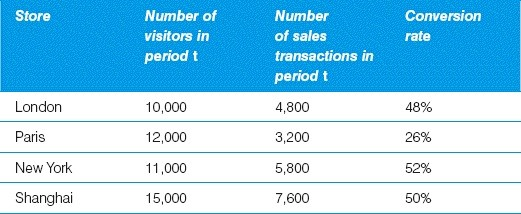 Store Number of Number Conversion
visitors in of sales rate
period t transactions in
period t
London 10,000 4,800 48%
Paris 12,000 3,200 26%
New York 11,000 5,800 52%
Shanghai 15,000 7,600 50%